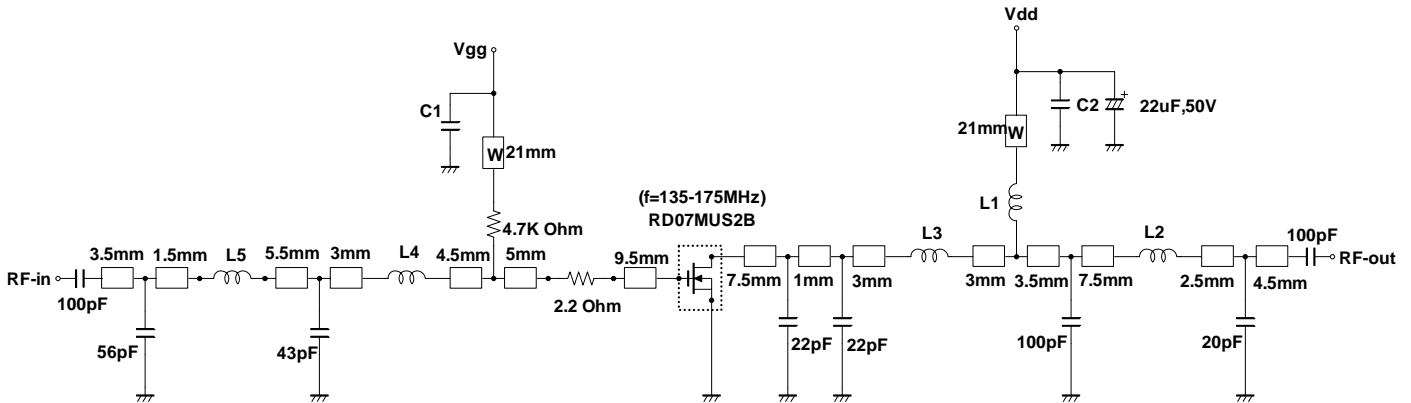 Vdd
Vgg
C1
C2
22uF,50V
+
W
21mm
21mm
W
(f=135-175MHz)
RD07MUS2B
L1
4.7K Ohm
3.5mm
1.5mm
L5
5.5mm
3mm
L4
4.5mm
5mm
9.5mm
L3
L2
100pF
RF-in
RF-out
100pF
2.2 Ohm
7.5mm
1mm
3mm
3mm
3.5mm
7.5mm
2.5mm
4.5mm
56pF
43pF
22pF
22pF
100pF
20pF